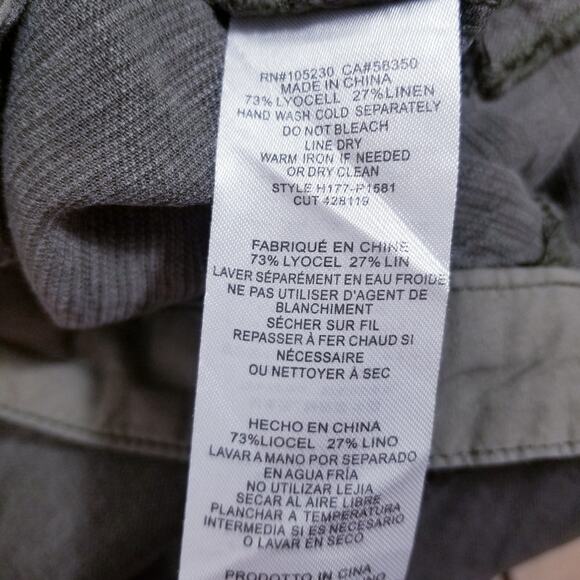 RN#105230 CA#58350
MADE IN CHINA
73% LYOCELL 27% LINEN
HAND WASH COLD SEPARATELY
DO NOT BLEACH
LINE DRY
WARM IRON IF NEEDED
OR DRY CLEAN
STYLE H177-P1581
CUT 428119
FABRIQUÉ EN CHINE
73% LYOCEL 27% LIN
LAVER SÉPARÉMENT EN EAU FROIDE
NE PAS UTILISER D'AGENT DE
BLANCHIMENT
SÉCHER SUR FIL
REPASSER À FER CHAUD SI
NÉCESSAIRE
OU NETTOYER À SEC
HECHO EN CHINA
73%LIOCEL 27% LINO
LAVAR A MANO POR SEPARADO
EN AGUA FRÍA
NO UTILIZAR LEJIA
SECAR AL AIRE LIBRE
PLANCHAR A TEMPERATURA
INTERMEDIA SI ES NECESARIO
O LAVAR EN SECO
PRODOTTO IN CINA